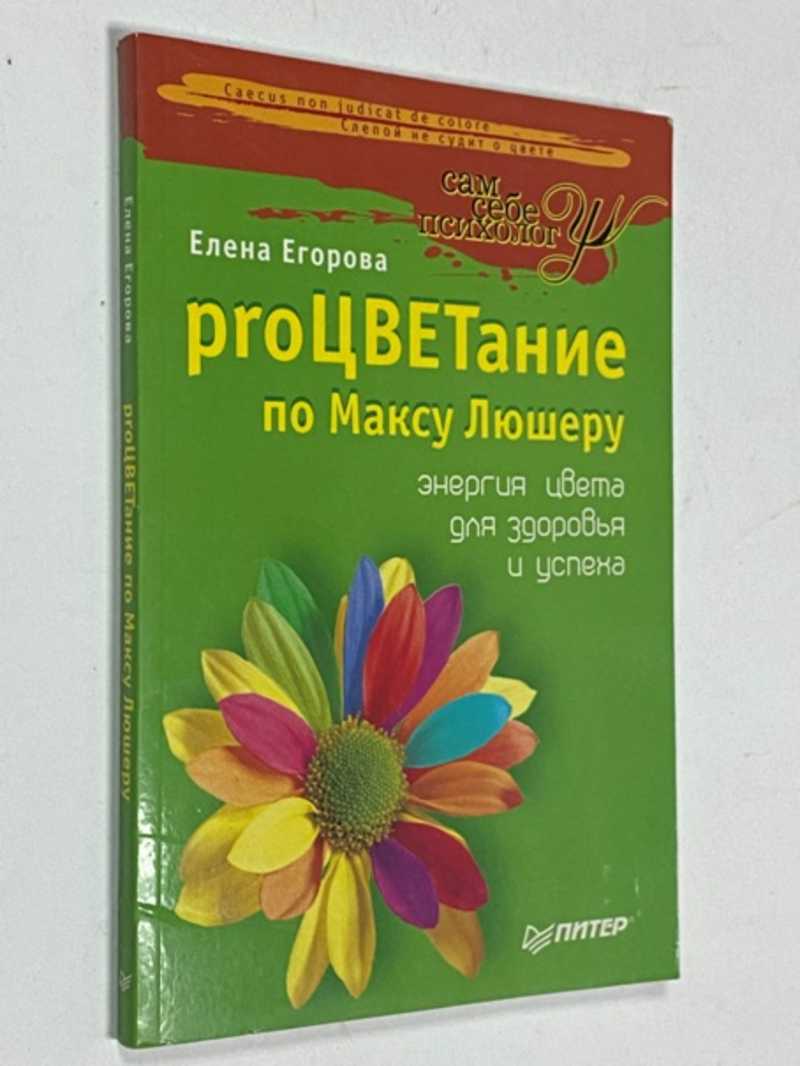 Caecus non judicat de colore
Слепой не судит о цвете
сам
себе
психолог
Елена Егорова
proЦВЕТание
по Максу Люшеру
энергия цвета
для здоровья
и успеха
ПИТЕР
Елена Егорова
proЦВЕТание по Максу Люшеру